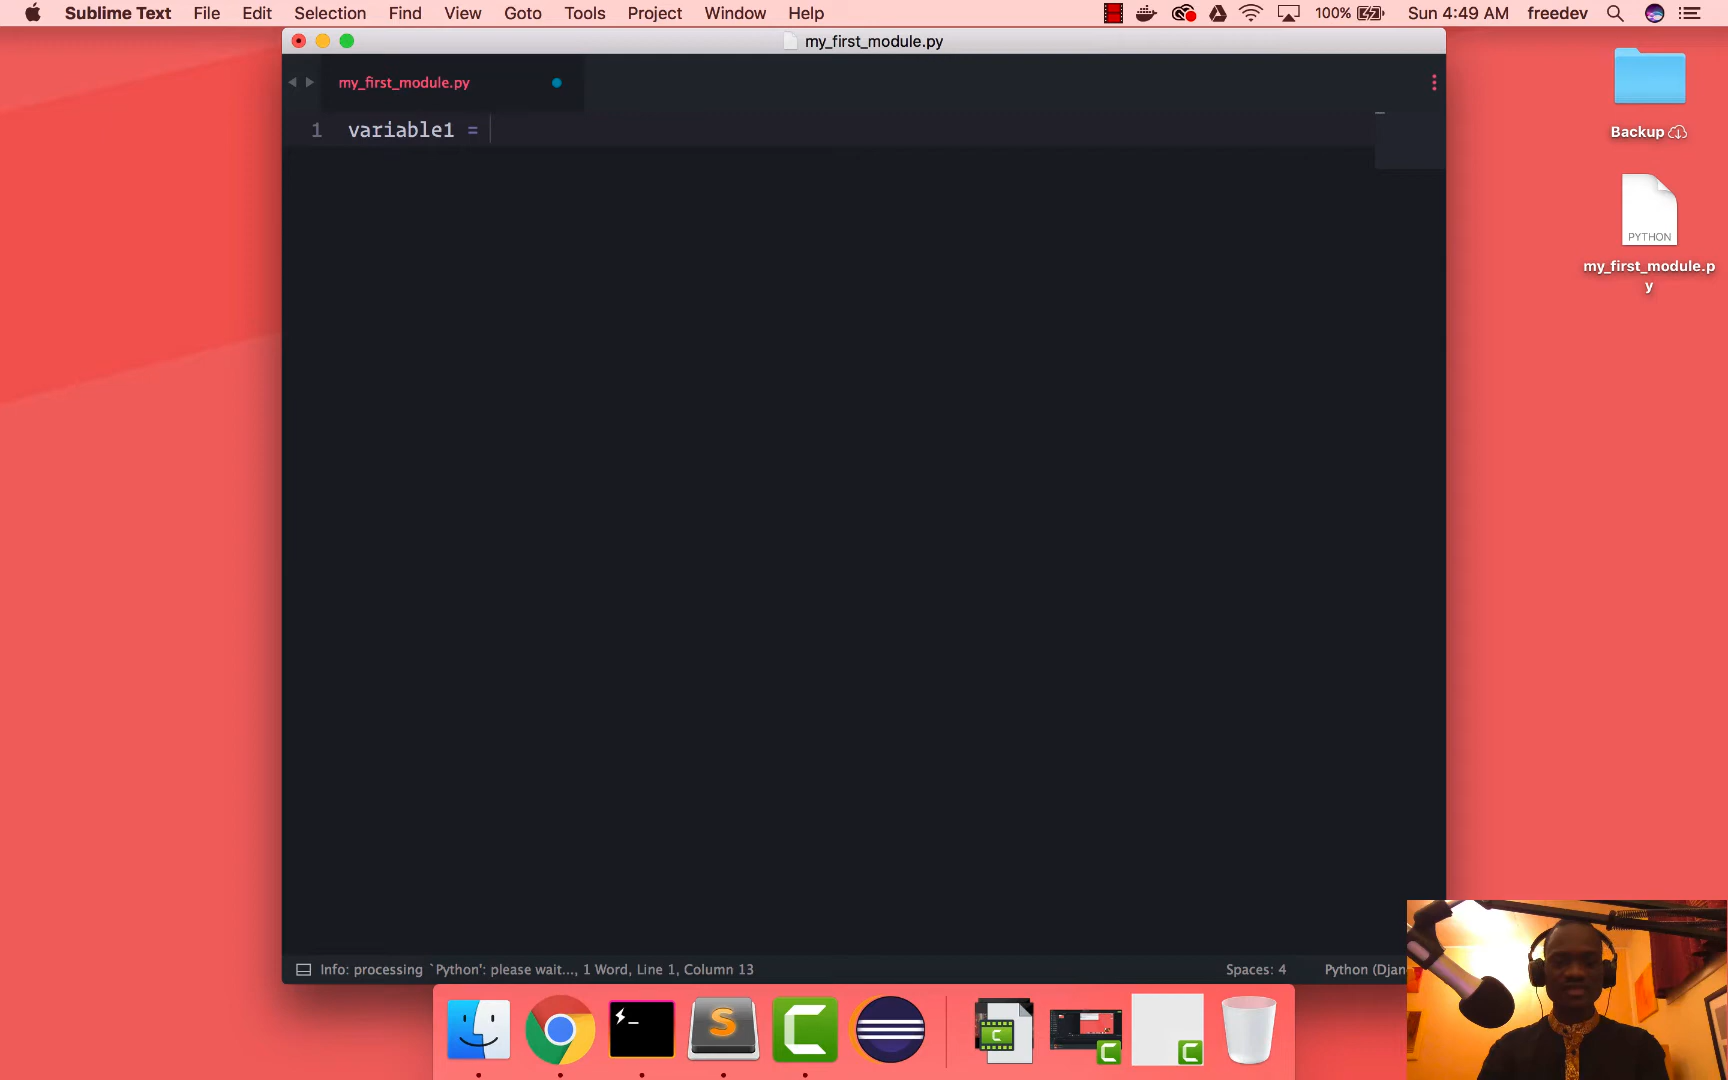 Sublime Text File Edit Selection Find View Goto Tools Project Window Help 100% Sun 4:49 AM freedev
my_first_module.py
my_first_module.py
1 variable1 =
Backup
PYTHON
my_first_module.p
y
Info: processing `Python': please wait..., 1 Word, Line 1, Column 13 Spaces: 4 Python (Djan